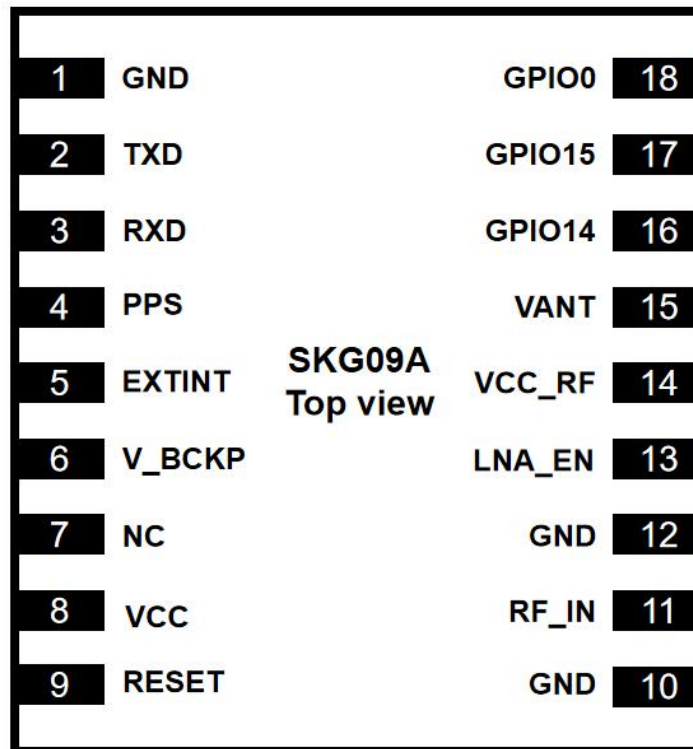 1 GND GPIO0 18
2 TXD GPIO15 17
3 RXD GPIO14 16
4 PPS VANT 15
SKG09A
5 EXTINT VCC_RF 14
Top view
6 V_BCKP LNA_EN 13
7 NC GND 12
8 VCC RF_IN 11
9 RESET GND 10